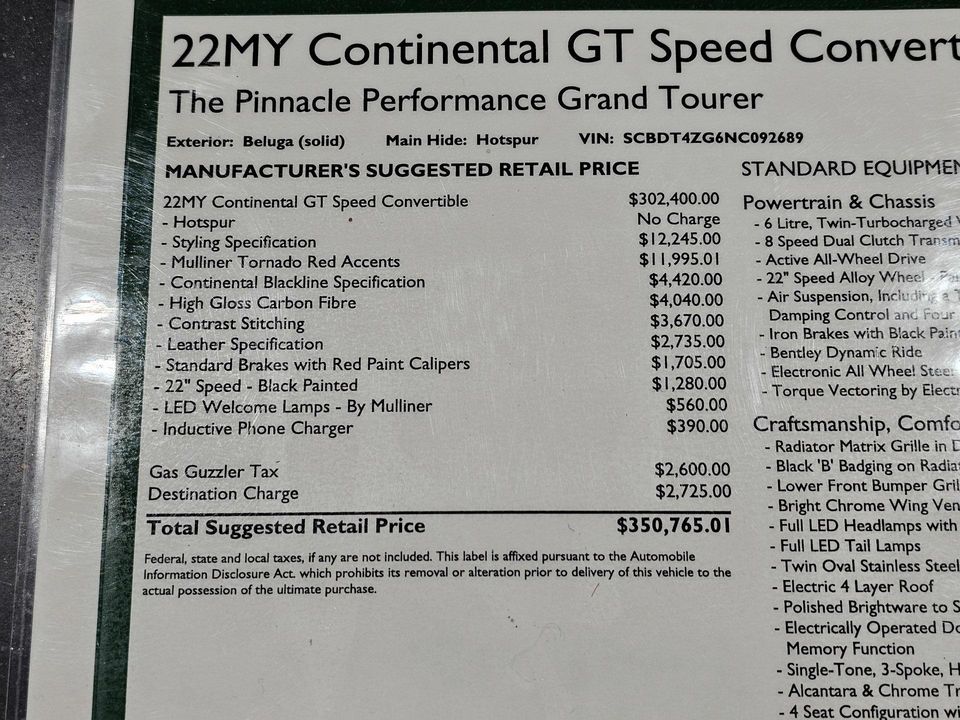 22MY Continental GT Speed
The Pinnacle Performance Grand Tourer
Exterior: Beluga (solid) Main Hide: Hotspur VIN: SCBDT4ZG6NC092689
MANUFACTURER'S SUGGESTED RETAIL PRICE
22MY Continental GT Speed Convertible $302,400.00
- Hotspur No Charge
- Styling Specification $12,245.00
- Mulliner Tornado Red Accents $11,995.01
- Continental Blackline Specification $4,420.00
- High Gloss Carbon Fibre $4,040.00
- Contrast Stitching $3,670.00
- Leather Specification $2,735.00
- Standard Brakes with Red Paint Calipers $1,705.00
- 22" Speed - Black Painted $1,280.00
- LED Welcome Lamps - By Mulliner $560.00
- Inductive Phone Charger $390.00
Gas Guzzler Tax $2,600.00
Destination Charge $2,725.00
Total Suggested Retail Price $350,765.01
Federal, state and local taxes, if any are not included. This label is affixed pursuant to the Automobile
Information Disclosure Act. which prohibits its removal or alteration prior to delivery of this vehicle to the
actual possession of the ultimate purchase.
STANDARD
Powertrain & Chassis
- 6 Litre, Twin-Turbocharged
- 8 Speed Dual Clutch
- Active All-Wheel Drive
- 22" Speed Alloy Wheel -
- Air Suspension, Including a
Damping Control and Four
- Iron Brakes with Black
- Bentley Dynamic Ride
- Electronic All Wheel
- Torque Vectoring by
Craftsmanship,
- Radiator Matrix Grille in
- Black 'B' Badging on
- Lower Front Bumper
- Bright Chrome Wing
- Full LED Headlamps with
- Full LED Tail Lamps
- Twin Oval Stainless Steel
- Electric 4 Layer Roof
- Polished Brightware to
- Electrically Operated
Memory Function
- Single-Tone, 3-Spoke,
- Alcantara & Chrome
- 4 Seat Configuration